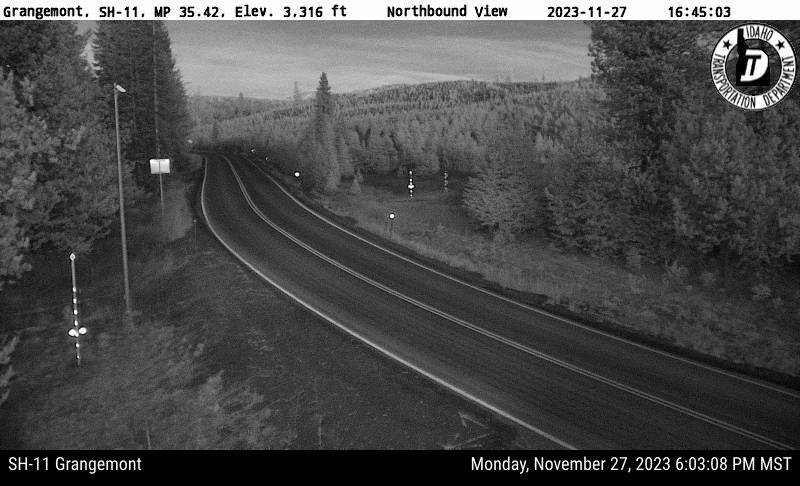 Grangemont, SH-11, MP 35.42, Elev. 3,316 ft Northbound View 2023-11-27 16:45:03
IDAHO
TRANSPORTATION DEPARTMENT
SH-11 Grangemont Monday, November 27, 2023 6:03:08 PM MST